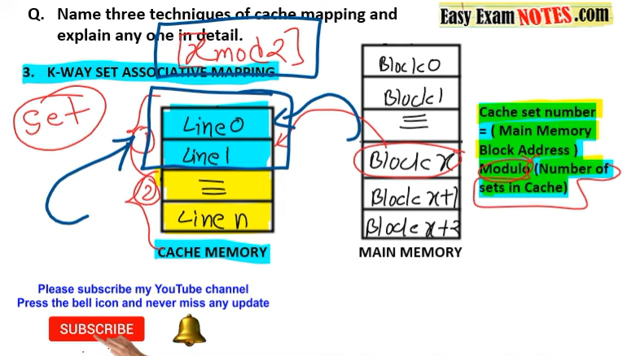 Q. Name three techniques of cache mapping and
explain any one in detail.
Easy Exam NOTES.com
[x mod 2]
3. K-WAY SET ASSOCIATIVE MAPPING
Set
Line 0
Line 1
Line n
1
2
CACHE MEMORY
Block 0
Block 1
Block x
Block x+1
Block x+2
MAIN MEMORY
Cache set number
= ( Main Memory
Block Address )
Modulo (Number of
sets in Cache)
Please subscribe my YouTube channel
Press the bell icon and never miss any update
SUBSCRIBE